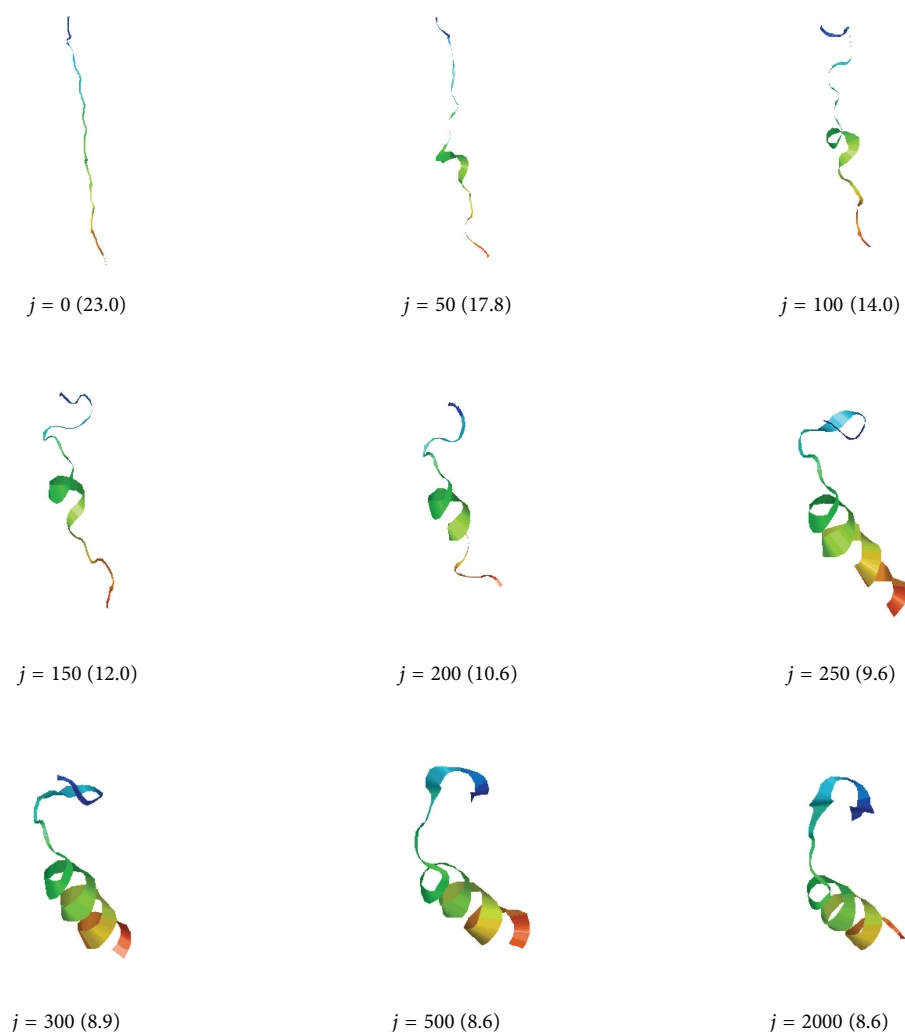 j = 0 (23.0)
j = 50 (17.8)
j = 100 (14.0)
j = 150 (12.0)
j = 200 (10.6)
j = 250 (9.6)
j = 300 (8.9)
j = 500 (8.6)
j = 2000 (8.6)